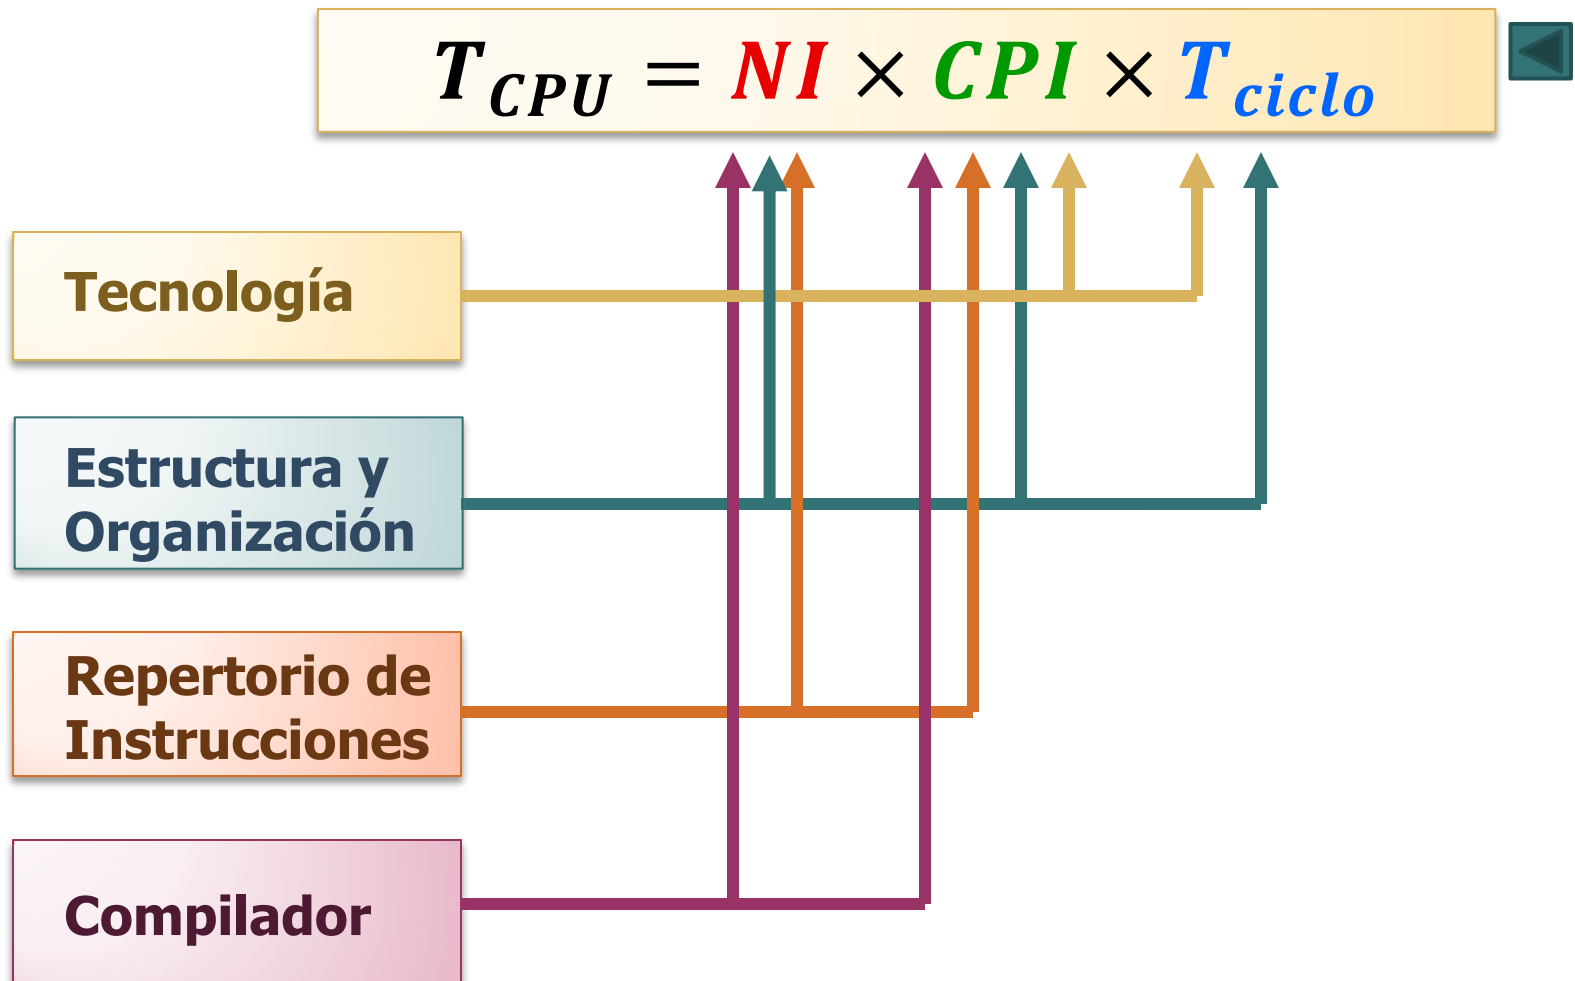 T_CPU = NI × CPI × T_ciclo
Tecnología
Estructura y
Organización
Repertorio de
Instrucciones
Compilador